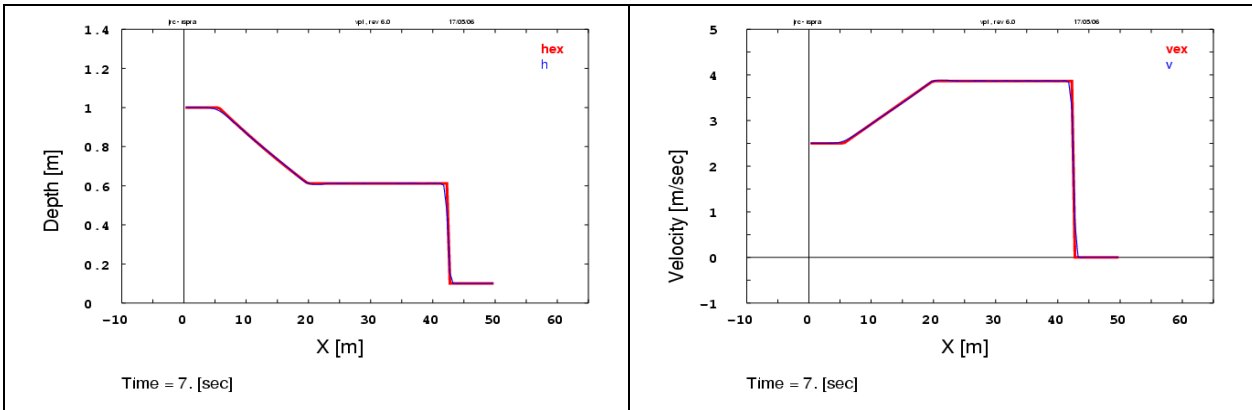 jrc - ispra vpl , rev 6.0 17/05/06
1.4
1.2
1
0.8
0.6
0.4
0.2
0
Depth [m]
hex
h
-10 0 10 20 30 40 50 60
X [m]
Time = 7. [sec]
jrc - ispra vpl , rev 6.0 17/05/06
5
4
3
2
1
0
-1
Velocity [m/sec]
vex
v
-10 0 10 20 30 40 50 60
X [m]
Time = 7. [sec]